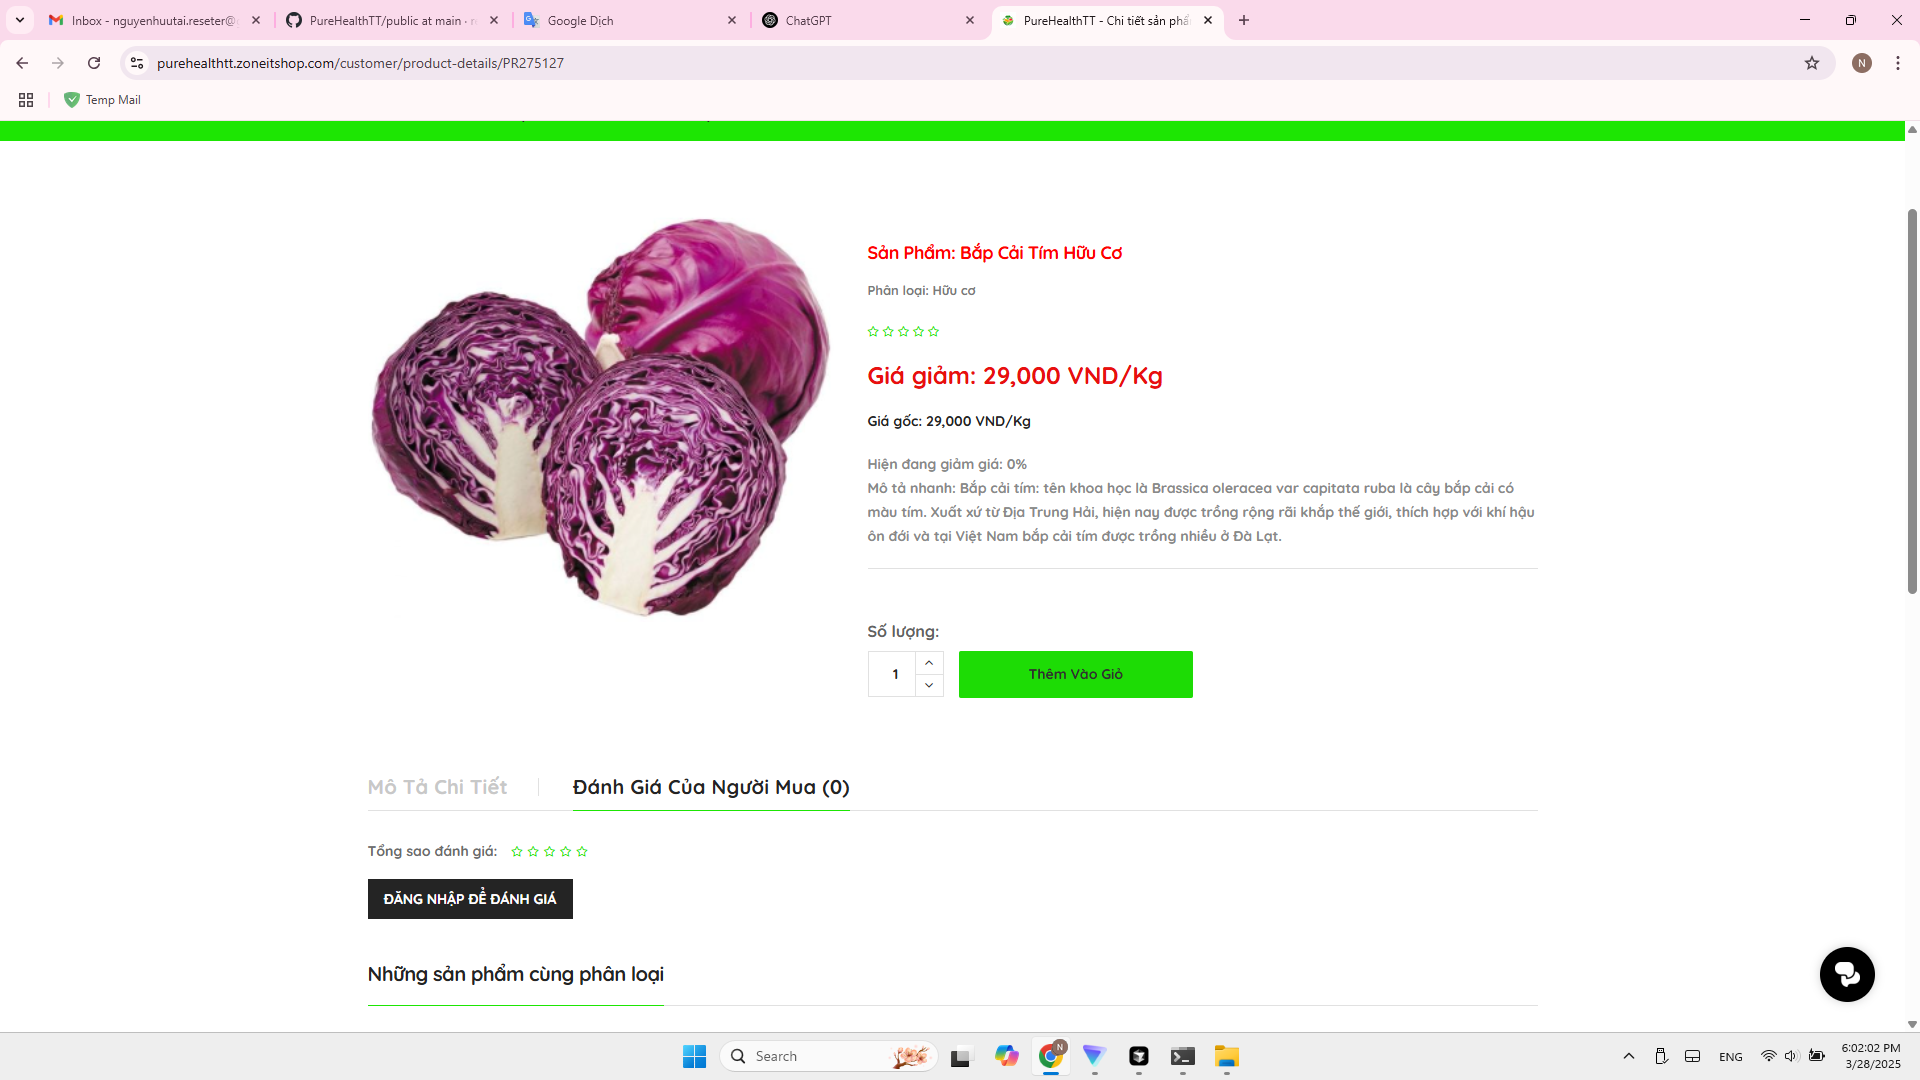 Inbox - nguyenhuutai.reseter@
PureHealthTT/public at main · r
Google Dịch
ChatGPT
PureHealthTT - Chi tiết sản phẩ
purehealthtt.zoneitshop.com/customer/product-details/PR275127
N
Temp Mail
Sản Phẩm: Bắp Cải Tím Hữu Cơ
Phân loại: Hữu cơ
Giá giảm: 29,000 VND/Kg
Giá gốc: 29,000 VND/Kg
Hiện đang giảm giá: 0%
Mô tả nhanh: Bắp cải tím: tên khoa học là Brassica oleracea var capitata ruba là cây bắp cải có
màu tím. Xuất xứ từ Địa Trung Hải, hiện nay được trồng rộng rãi khắp thế giới, thích hợp với khí hậu
ôn đới và tại Việt Nam bắp cải tím được trồng nhiều ở Đà Lạt.
Số lượng:
1
Thêm Vào Giỏ
Mô Tả Chi Tiết
Đánh Giá Của Người Mua (0)
Tổng sao đánh giá:
ĐĂNG NHẬP ĐỂ ĐÁNH GIÁ
Những sản phẩm cùng phân loại
Search
N
ENG
6:02:02 PM
3/28/2025